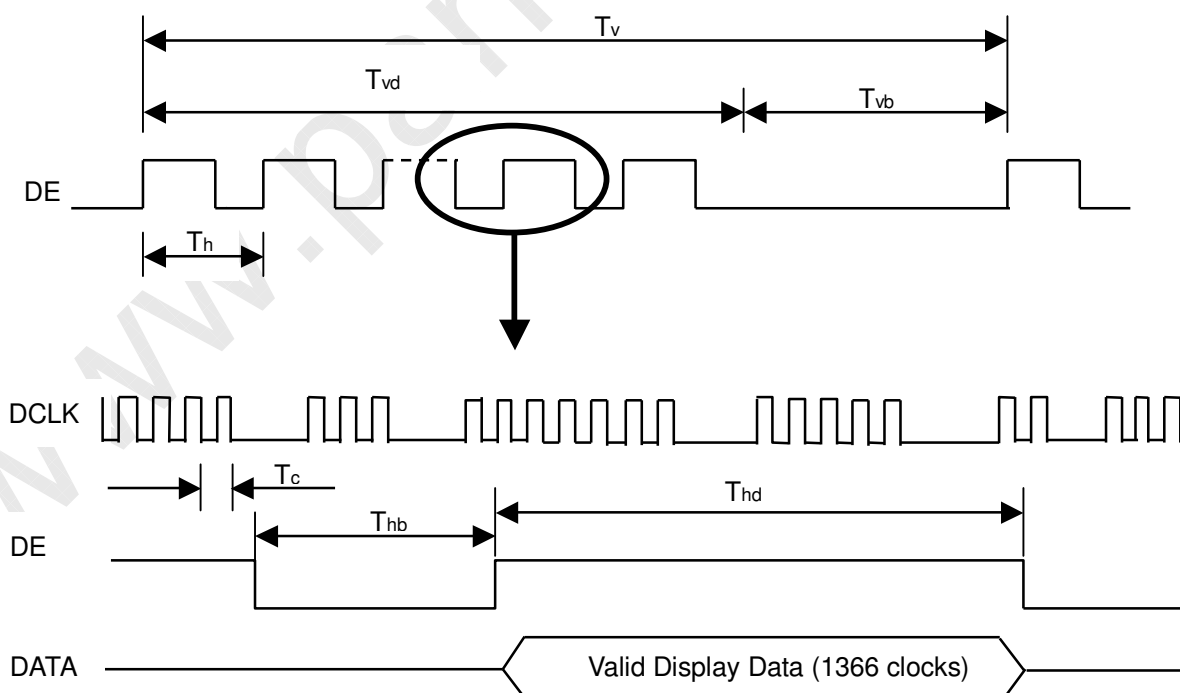 Tv
Tvd
Tvb
DE
Th
DCLK
Tc
Thd
Thb
DE
DATA
Valid Display Data (1366 clocks)